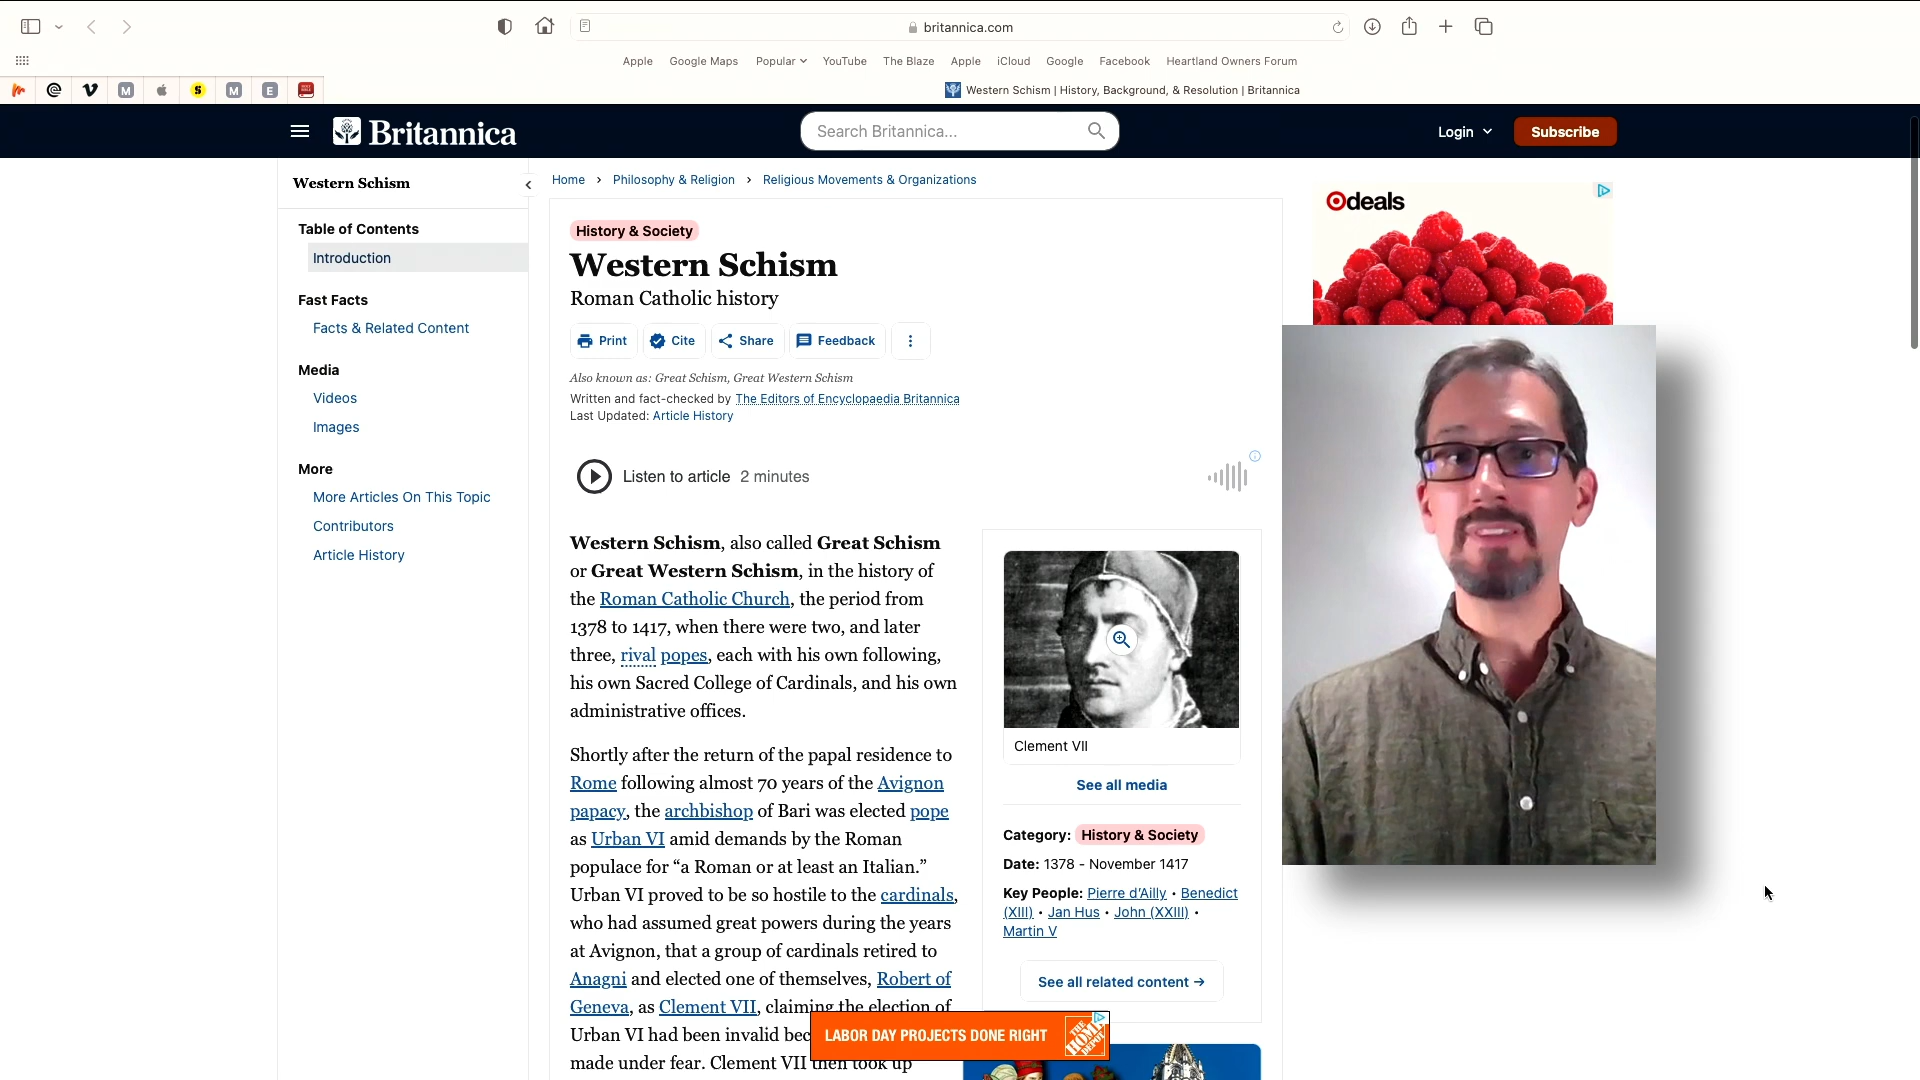 britannica.com
Apple
Google Maps
Popular
YouTube
The Blaze
Apple
iCloud
Google
Facebook
Heartland Owners Forum
M
S
M
E
Western Schism | History, Background, & Resolution | Britannica
Britannica
Search Britannica...
Login
Subscribe
Western Schism
Table of Contents
Introduction
Fast Facts
Facts & Related Content
Media
Videos
Images
More
More Articles On This Topic
Contributors
Article History
Home › Philosophy & Religion › Religious Movements & Organizations
History & Society
Western Schism
Roman Catholic history
Print
Cite
Share
Feedback
Also known as: Great Schism, Great Western Schism
Written and fact-checked by The Editors of Encyclopaedia Britannica
Last Updated: Article History
Listen to article 2 minutes
Western Schism, also called Great Schism
or Great Western Schism, in the history of
the Roman Catholic Church, the period from
1378 to 1417, when there were two, and later
three, rival popes, each with his own following,
his own Sacred College of Cardinals, and his own
administrative offices.
Shortly after the return of the papal residence to
Rome following almost 70 years of the Avignon
papacy, the archbishop of Bari was elected pope
as Urban VI amid demands by the Roman
populace for “a Roman or at least an Italian.”
Urban VI proved to be so hostile to the cardinals,
who had assumed great powers during the years
at Avignon, that a group of cardinals retired to
Anagni and elected one of themselves, Robert of
Geneva, as Clement VII, claiming the election of
Urban VI had been invalid bec
made under fear. Clement VII then took up
Clement VII
See all media
Category: History & Society
Date: 1378 - November 1417
Key People: Pierre d’Ailly • Benedict
(XIII) • Jan Hus • John (XXIII) •
Martin V
See all related content →
deals
LABOR DAY PROJECTS DONE RIGHT
THE HOME DEPOT